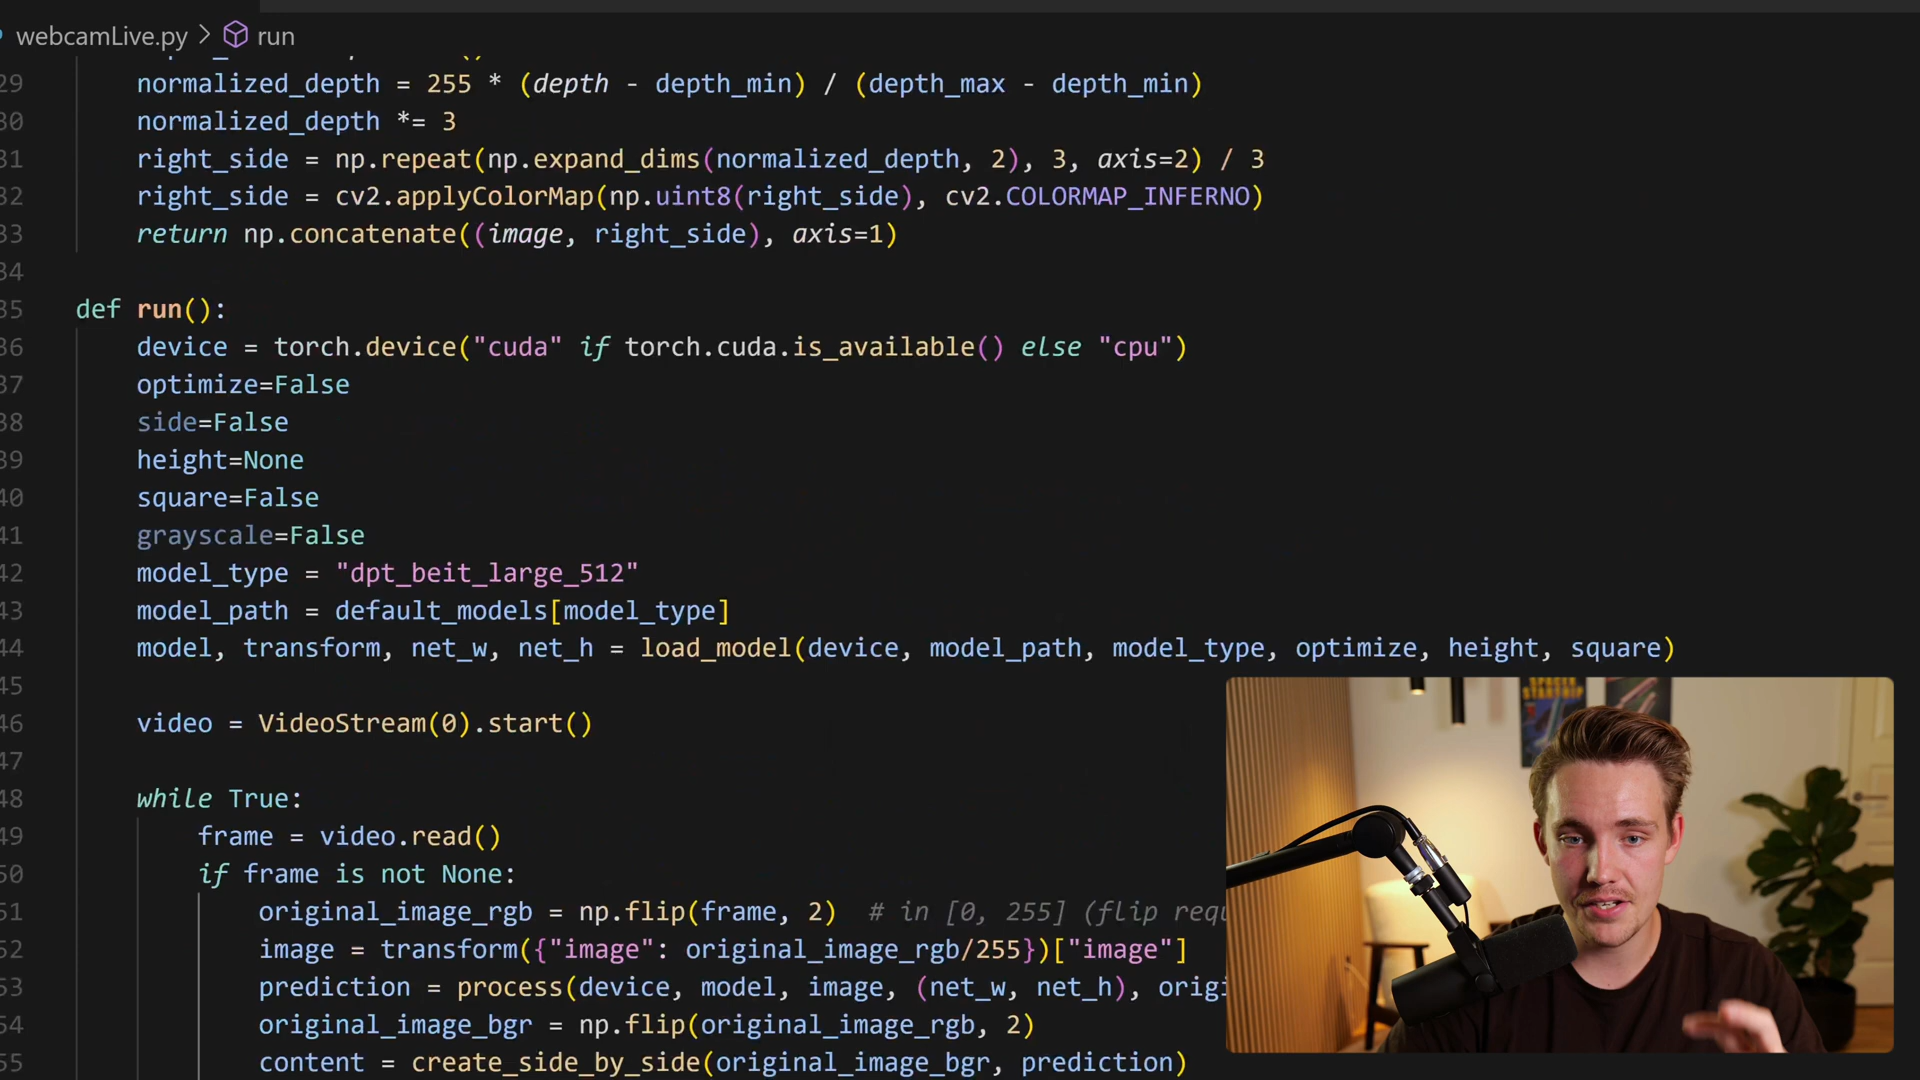 webcamLive.py > run
29 normalized_depth = 255 * (depth - depth_min) / (depth_max - depth_min)
30 normalized_depth *= 3
31 right_side = np.repeat(np.expand_dims(normalized_depth, 2), 3, axis=2) / 3
32 right_side = cv2.applyColorMap(np.uint8(right_side), cv2.COLORMAP_INFERNO)
33 return np.concatenate((image, right_side), axis=1)
34
35 def run():
36 device = torch.device("cuda" if torch.cuda.is_available() else "cpu")
37 optimize=False
38 side=False
39 height=None
40 square=False
41 grayscale=False
42 model_type = "dpt_beit_large_512"
43 model_path = default_models[model_type]
44 model, transform, net_w, net_h = load_model(device, model_path, model_type, optimize, height, square)
45
46 video = VideoStream(0).start()
47
48 while True:
49 frame = video.read()
50 if frame is not None:
51 original_image_rgb = np.flip(frame, 2)  # in [0, 255] (flip requ
52 image = transform({"image": original_image_rgb/255})["image"]
53 prediction = process(device, model, image, (net_w, net_h), origi
54 original_image_bgr = np.flip(original_image_rgb, 2)
55 content = create_side_by_side(original_image_bgr, prediction)